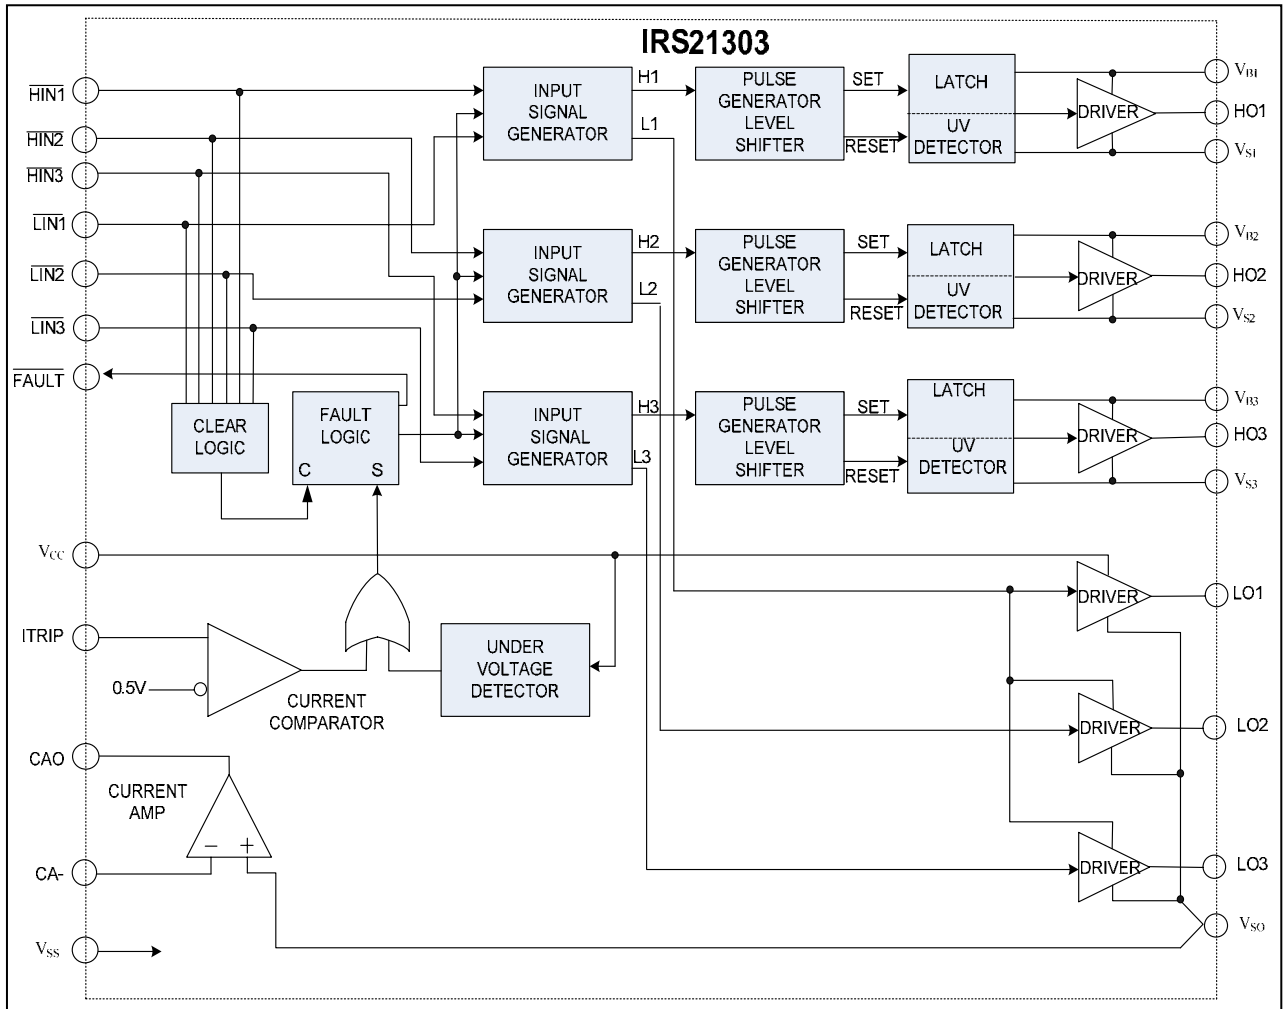 IRS21303
HIN1
HIN2
HIN3
LIN1
LIN2
LIN3
FAULT
VCC
ITRIP
0.5V
CAO
CA-
VSS
CLEAR
LOGIC
FAULT
LOGIC
C S
CURRENT
COMPARATOR
UNDER
VOLTAGE
DETECTOR
CURRENT
AMP
− +
INPUT
SIGNAL
GENERATOR
H1
L1
PULSE
GENERATOR
LEVEL
SHIFTER
SET
RESET
LATCH
UV
DETECTOR
DRIVER
VB1
HO1
VS1
INPUT
SIGNAL
GENERATOR
H2
L2
PULSE
GENERATOR
LEVEL
SHIFTER
SET
RESET
LATCH
UV
DETECTOR
DRIVER
VB2
HO2
VS2
INPUT
SIGNAL
GENERATOR
H3
L3
PULSE
GENERATOR
LEVEL
SHIFTER
SET
RESET
LATCH
UV
DETECTOR
DRIVER
VB3
HO3
VS3
DRIVER
LO1
DRIVER
LO2
DRIVER
LO3
VSO